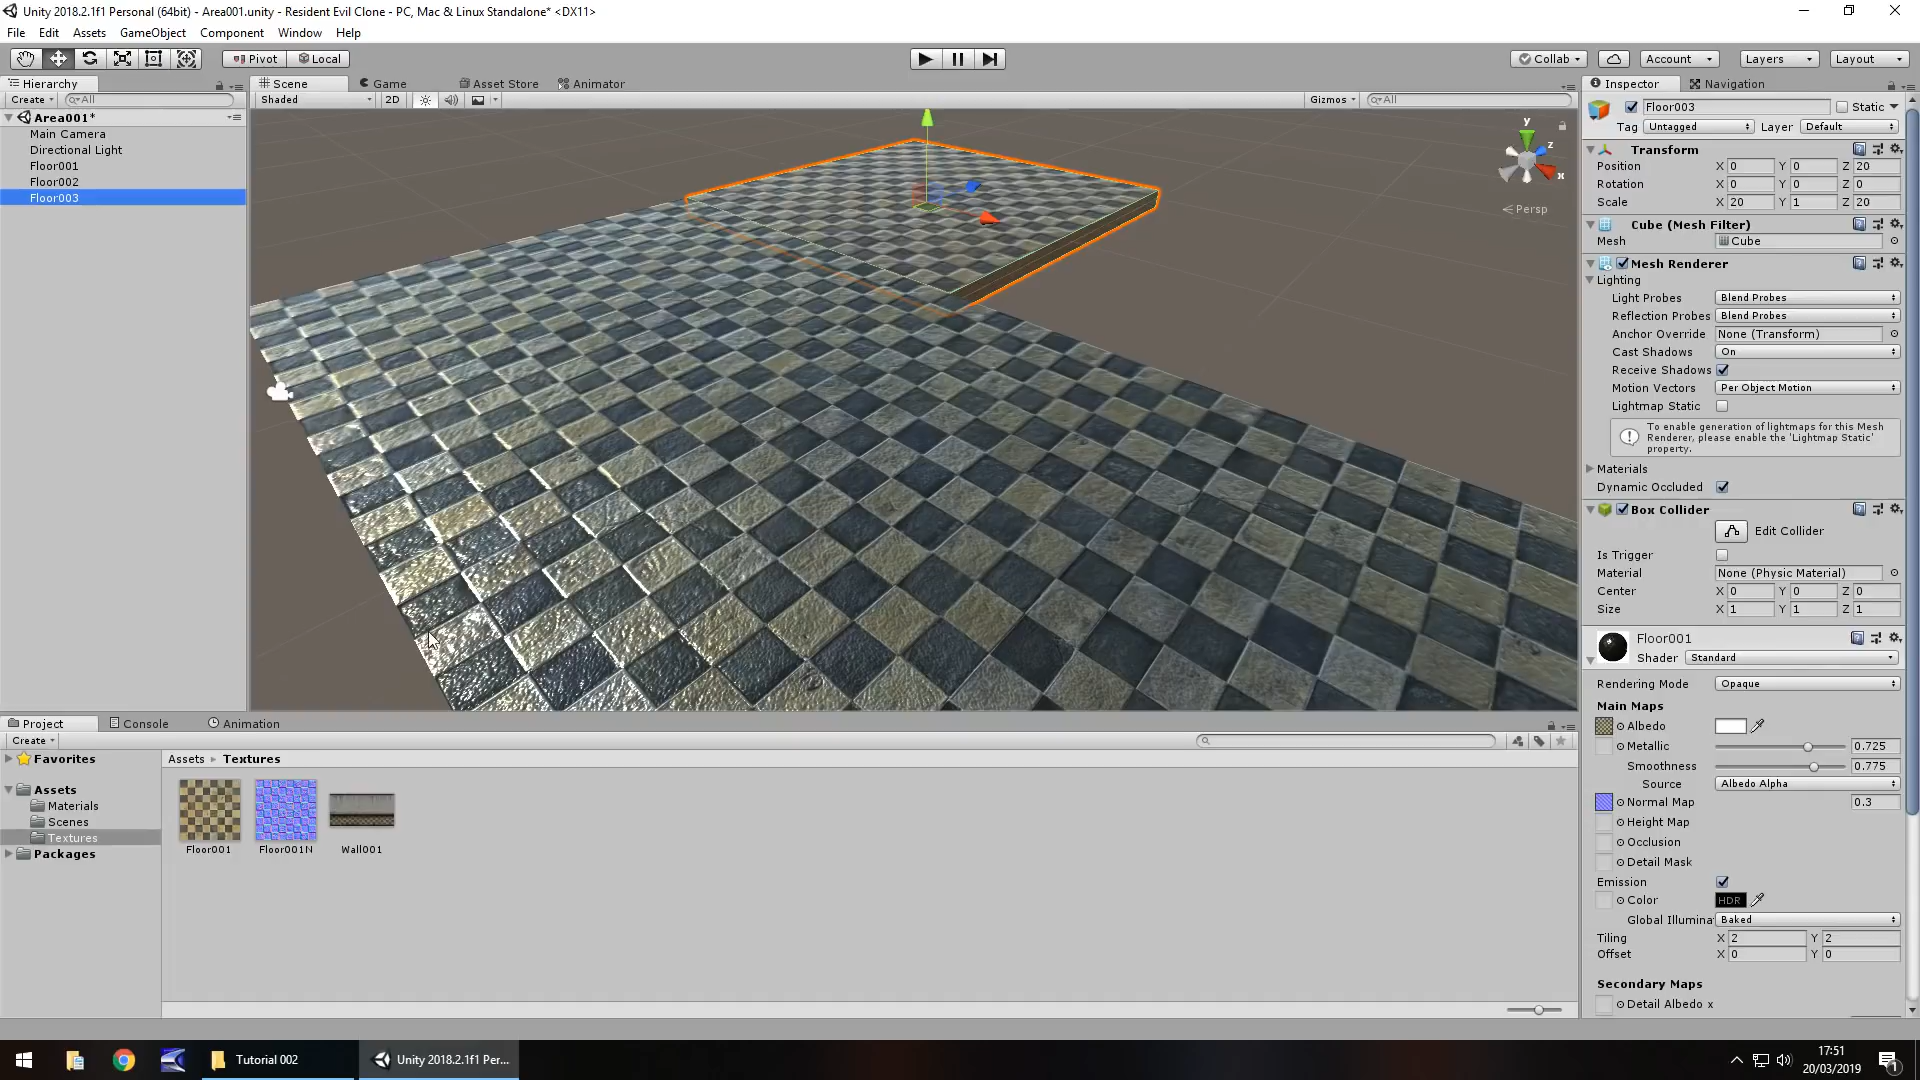 Unity 2018.2.1f1 Personal (64bit) - Area001.unity - Resident Evil Clone - PC, Mac & Linux Standalone* <DX11>
File Edit Assets GameObject Component Window Help
Pivot Local Collab Account Layers Layout
Hierarchy
Create All
Area001*
Main Camera
Directional Light
Floor001
Floor002
Floor003
Scene Game Asset Store Animator
Shaded 2D Gizmos All
y
z
x
Persp
Inspector Navigation
Floor003 Static
Tag Untagged Layer Default
Transform
Position X 0 Y 0 Z 20
Rotation X 0 Y 0 Z 0
Scale X 20 Y 1 Z 20
Cube (Mesh Filter)
Mesh Cube
Mesh Renderer
Lighting
Light Probes Blend Probes
Reflection Probes Blend Probes
Anchor Override None (Transform)
Cast Shadows On
Receive Shadows
Motion Vectors Per Object Motion
Lightmap Static
To enable generation of lightmaps for this Mesh
Renderer, please enable the 'Lightmap Static'
property.
Materials
Dynamic Occluded
Box Collider
Edit Collider
Is Trigger
Material None (Physic Material)
Center X 0 Y 0 Z 0
Size X 1 Y 1 Z 1
Floor001
Shader Standard
Rendering Mode Opaque
Main Maps
Albedo
Metallic 0.725
Smoothness 0.775
Source Albedo Alpha
Normal Map 0.3
Height Map
Occlusion
Detail Mask
Emission
Color HDR
Global Illumina Baked
Tiling X 2 Y 2
Offset X 0 Y 0
Secondary Maps
Detail Albedo x
Project Console Animation
Create
Favorites
Assets
Materials
Scenes
Textures
Packages
Assets Textures
Floor001 Floor001N Wall001
Tutorial 002
Unity 2018.2.1f1 Per...
17:51
20/03/2019
1